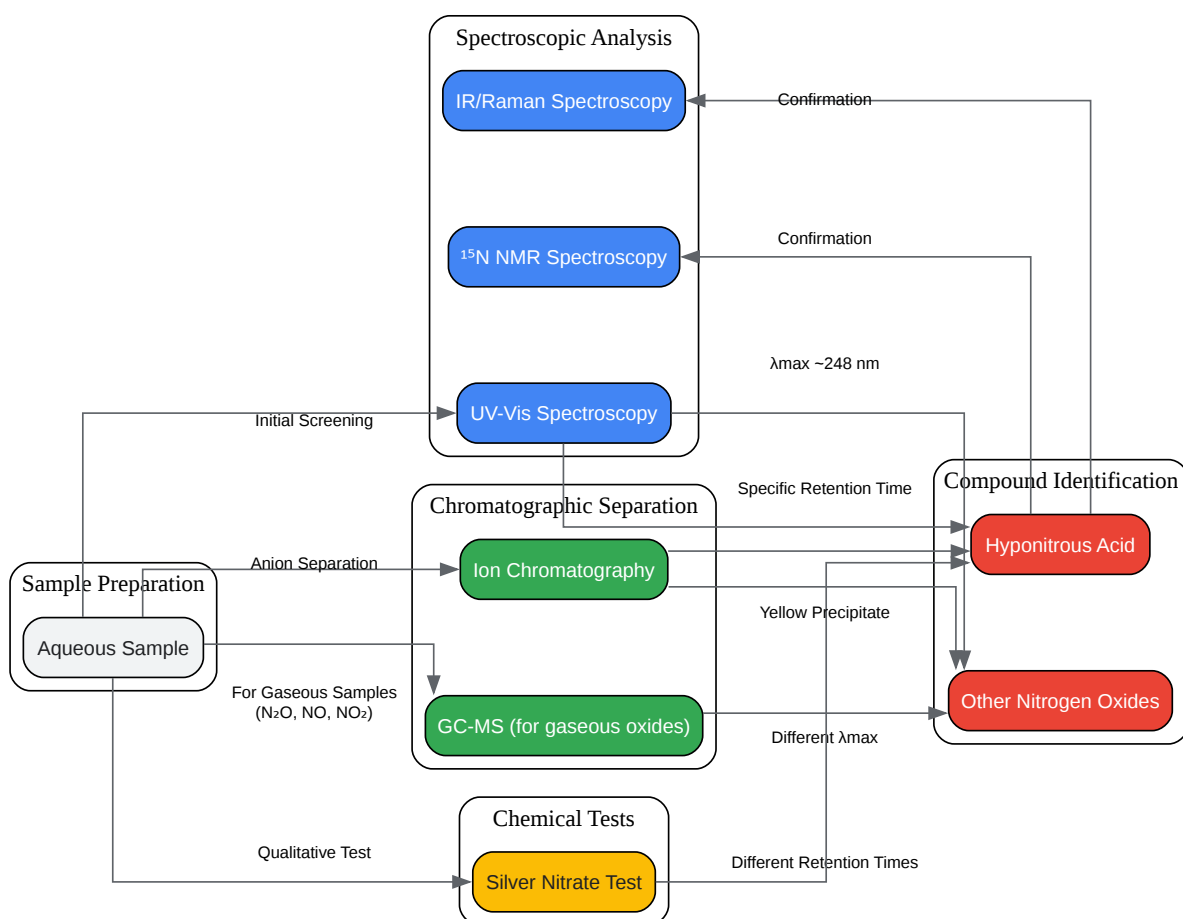 Spectroscopic Analysis
IR/Raman Spectroscopy
Confirmation
¹⁵N NMR Spectroscopy
Confirmation
λmax ~248 nm
UV-Vis Spectroscopy
Initial Screening
Compound Identification
Specific Retention Time
Chromatographic Separation
Hyponitrous Acid
Anion Separation
Ion Chromatography
Sample Preparation
Yellow Precipitate
Aqueous Sample
For Gaseous Samples
(N₂O, NO, NO₂)
Other Nitrogen Oxides
GC-MS (for gaseous oxides)
Different λmax
Chemical Tests
Qualitative Test
Different Retention Times
Silver Nitrate Test